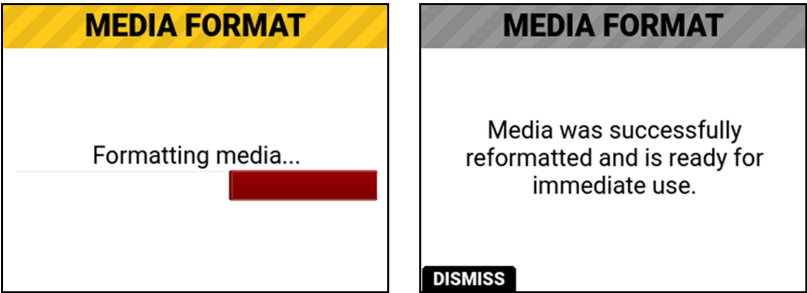 MEDIA FORMAT
Formatting media...
MEDIA FORMAT
Media was successfully
reformatted and is ready for
immediate use.
DISMISS